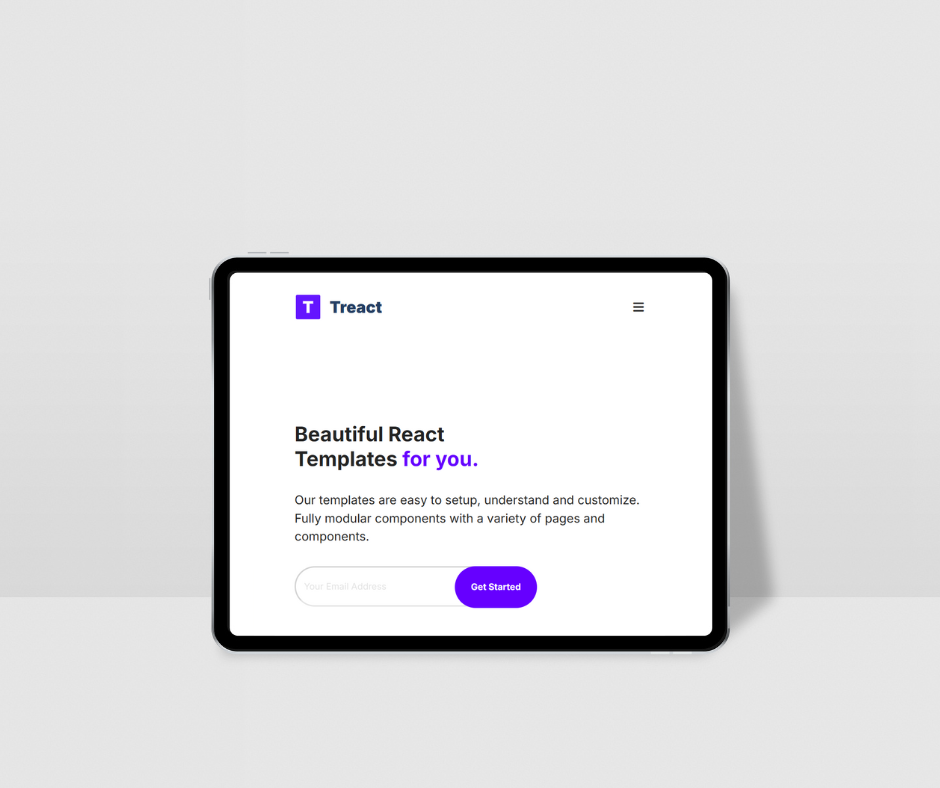 T Treact
Beautiful React
Templates for you.
Our templates are easy to setup, understand and customize.
Fully modular components with a variety of pages and
components.
Your Email Address
Get Started